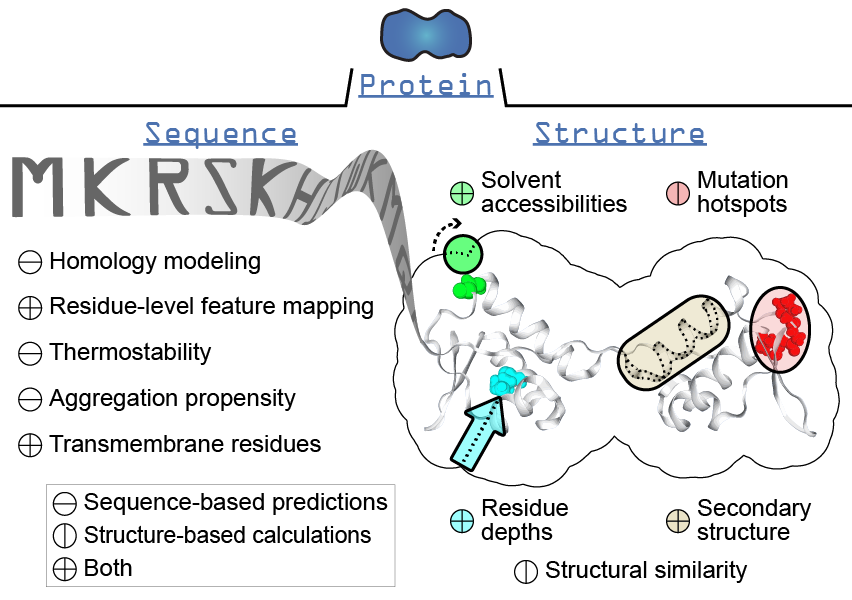 Protein
Sequence
MKRSKH
Homology modeling
Residue-level feature mapping
Thermostability
Aggregation propensity
Transmembrane residues
Sequence-based predictions
Structure-based calculations
Both
Structure
Solvent
accessibilities
Mutation
hotspots
Residue
depths
Secondary
structure
Structural similarity